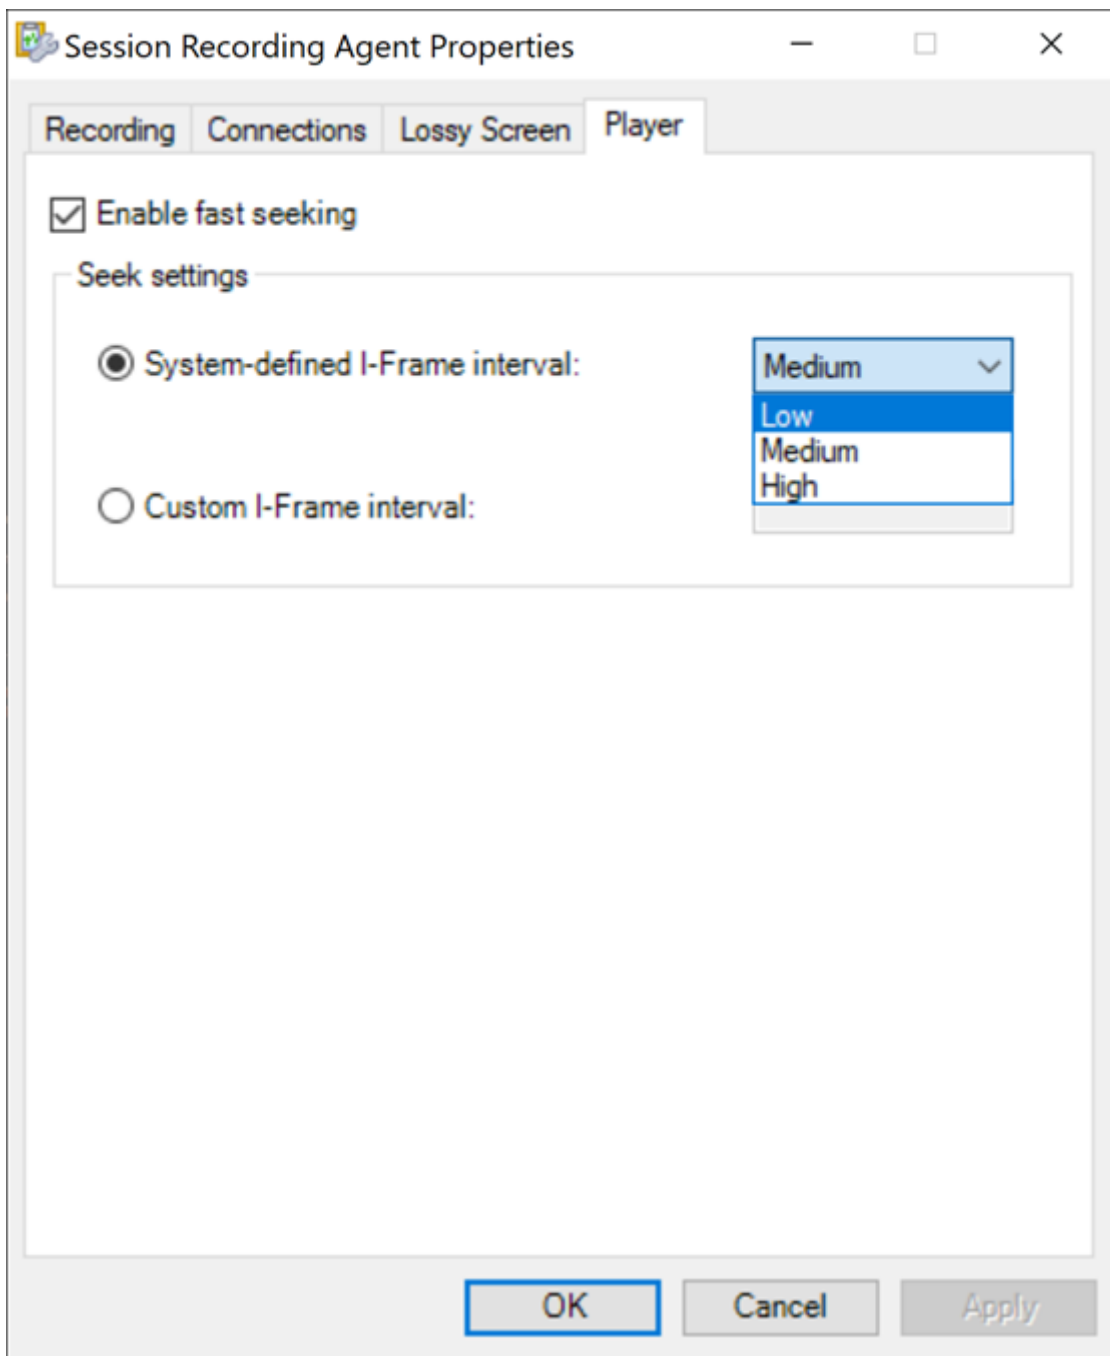 Session Recording Agent Properties
Recording Connections Lossy Screen Player
Enable fast seeking
Seek settings
System-defined I-Frame interval: Medium
Low
Medium
High
Custom I-Frame interval:
OK Cancel Apply